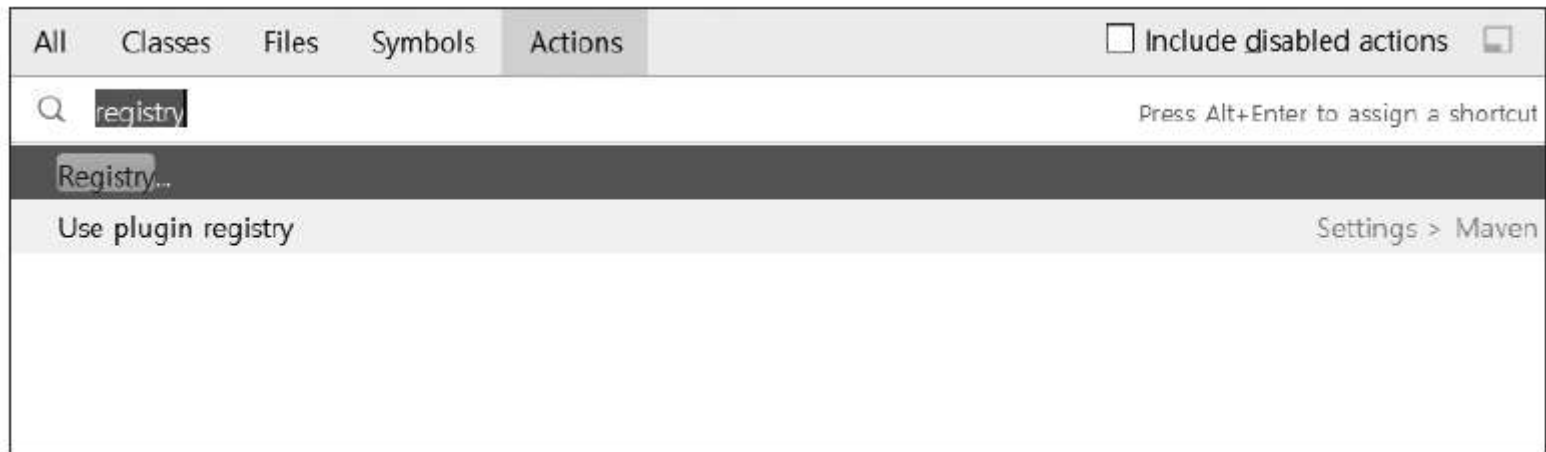 All Classes Files Symbols Actions Include disabled actions
registry Press Alt+Enter to assign a shortcut
Registry...
Use plugin registry Settings > Maven